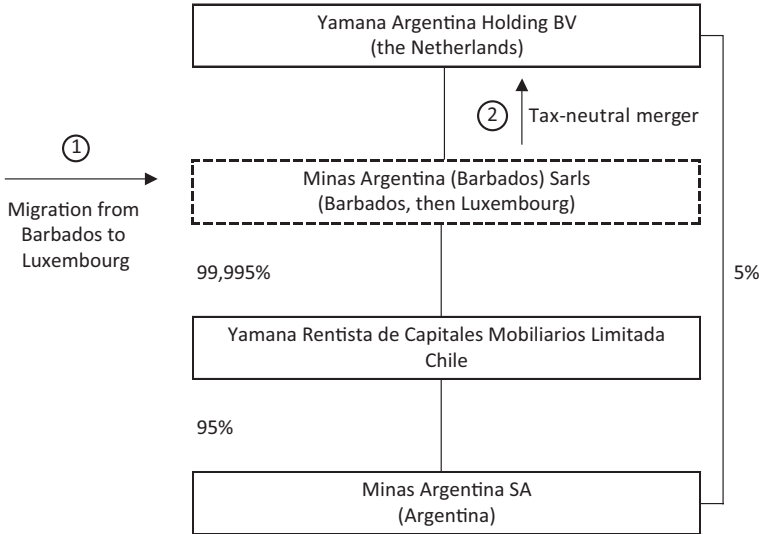 Yamana Argentina Holding BV
(the Netherlands)
2
Tax-neutral merger
1
Migration from
Barbados to
Luxembourg
Minas Argentina (Barbados) Sarls
(Barbados, then Luxembourg)
99,995%
5%
Yamana Rentista de Capitales Mobiliarios Limitada
Chile
95%
Minas Argentina SA
(Argentina)